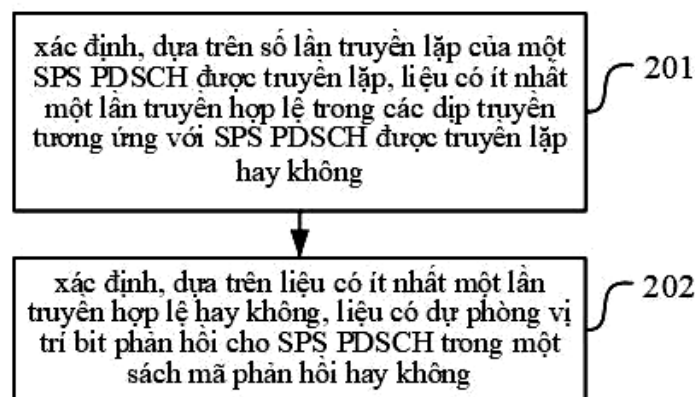 xác định, dựa trên số lần truyền lặp của một
SPS PDSCH được truyền lặp, liệu có ít nhất
một lần truyền hợp lệ trong các dịp truyền
tương ứng với SPS PDSCH được truyền lặp
hay không
201
xác định, dựa trên liệu có ít nhất một lần
truyền hợp lệ hay không, liệu có dự phòng vị
trí bit phản hồi cho SPS PDSCH trong một
sách mã phản hồi hay không
202